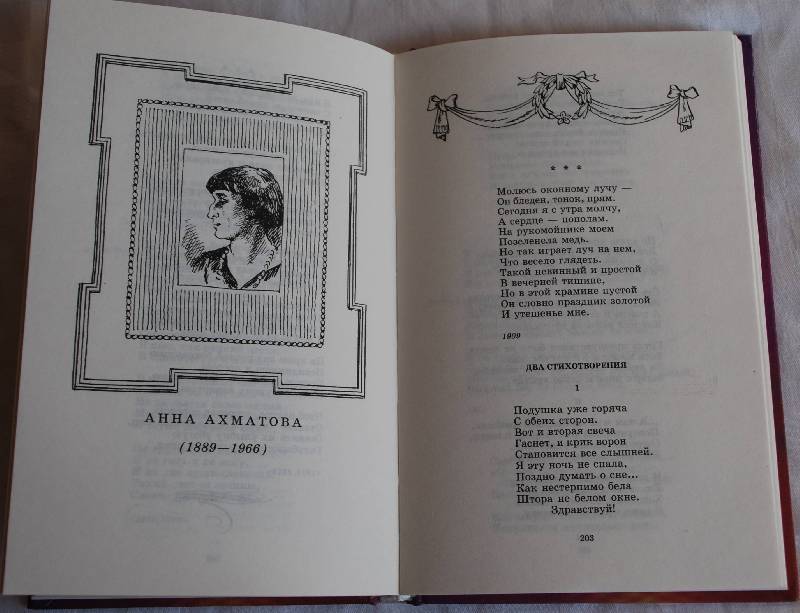 АННА АХМАТОВА
(1889—1966)
* * *
Молюсь оконному лучу —
Он бледен, тонок, прям.
Сегодня я с утра молчу,
А сердце — пополам.
На рукомойнике моем
Позеленела медь.
Но так играет луч на нем,
Что весело глядеть.
Такой невинный и простой
В вечерней тишине,
Но в этой храмине пустой
Он словно праздник золотой
И утешенье мне.
1909
ДВА СТИХОТВОРЕНИЯ
1
Подушка уже горяча
С обеих сторон.
Вот и вторая свеча
Гаснет, и крик ворон
Становится все слышней.
Я эту ночь не спала,
Поздно думать о сне...
Как нестерпимо бела
Штора не белом окне.
Здравствуй!
203